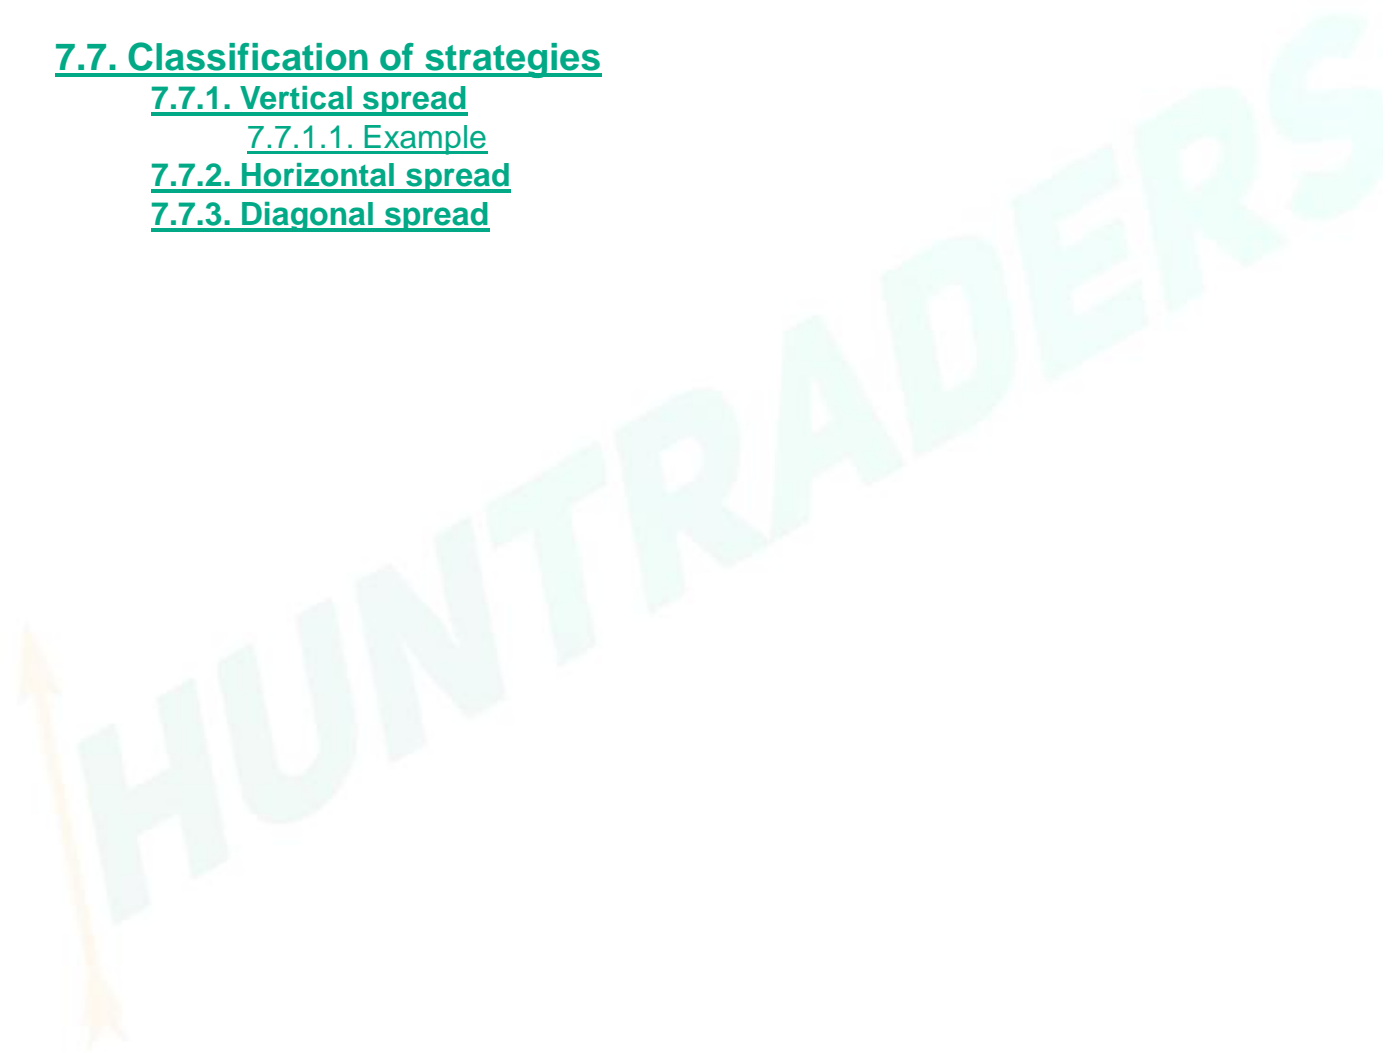 7.7. Classification of strategies
7.7.1. Vertical spread
7.7.1.1. Example
7.7.2. Horizontal spread
7.7.3. Diagonal spread
HUNTRADERS